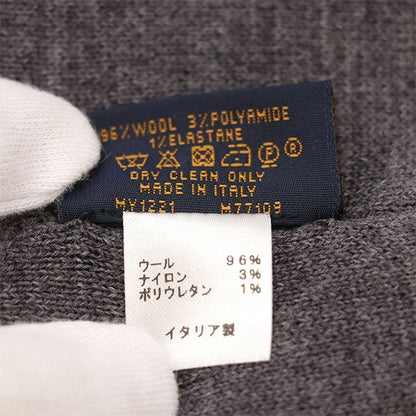 96% WOOL 3% POLYAMIDE
1% ELASTANE
P R
DRY CLEAN ONLY
MADE IN ITALY
MY1221 M77109
ウール 96%
ナイロン 3%
ポリウレタン 1%
イタリア製